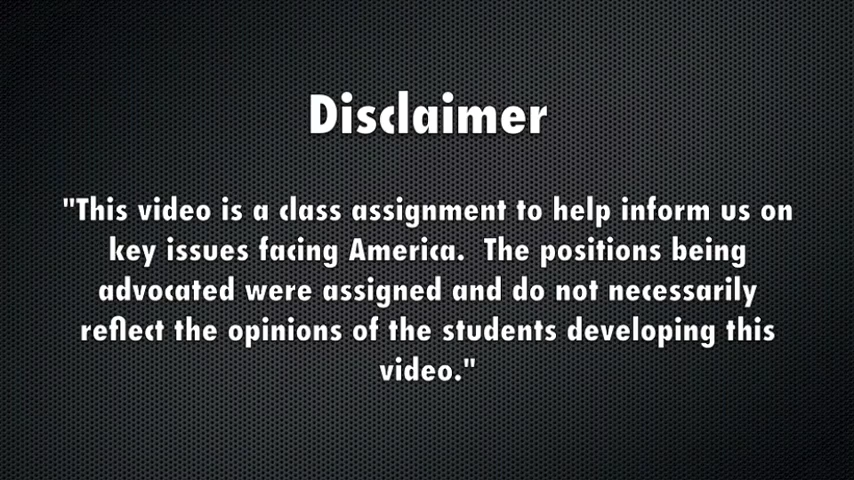 Disclaimer
"This video is a class assignment to help inform us on
key issues facing America.  The positions being
advocated were assigned and do not necessarily
reflect the opinions of the students developing this
video."